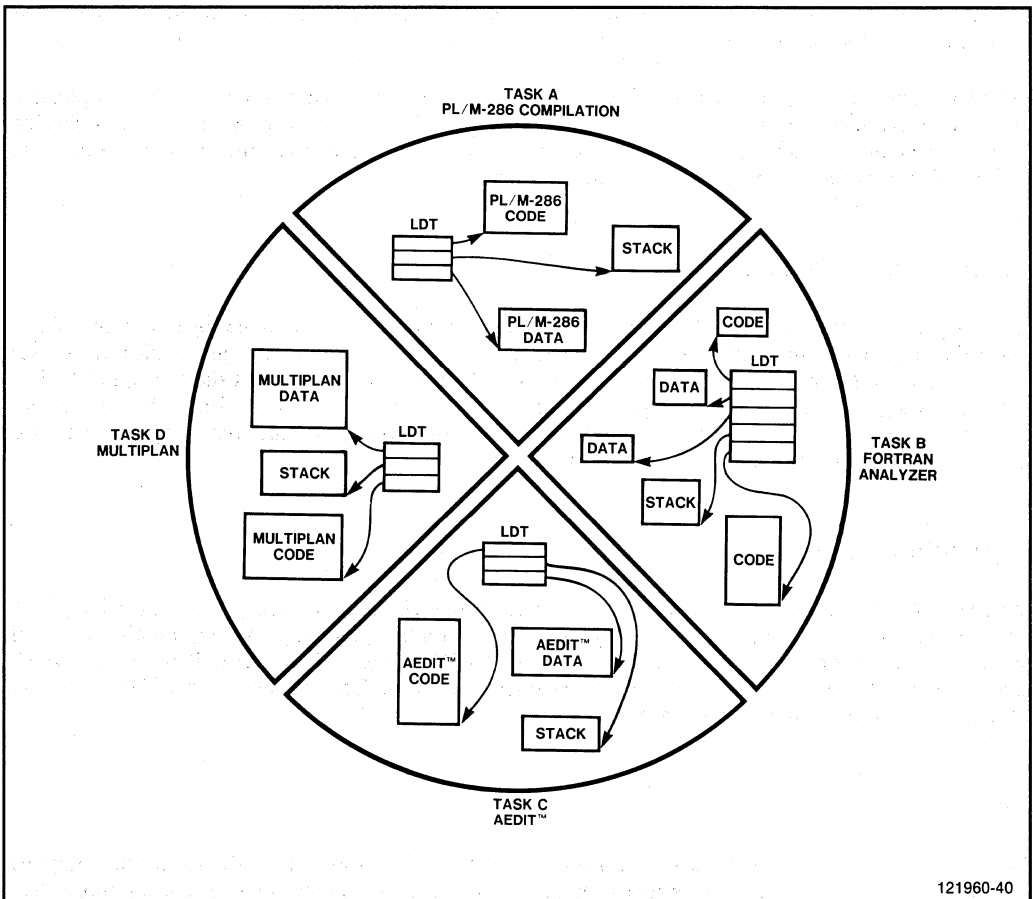 TASK A
PL/M-286 COMPILATION
PL/M-286
CODE
LDT
STACK
PL/M-286
DATA
CODE
LDT
DATA
DATA
STACK
CODE
TASK B
FORTRAN
ANALYZER
MULTIPLAN
DATA
LDT
STACK
MULTIPLAN
CODE
TASK D
MULTIPLAN
LDT
AEDIT™
CODE
AEDIT™
DATA
STACK
TASK C
AEDIT™
121960-40